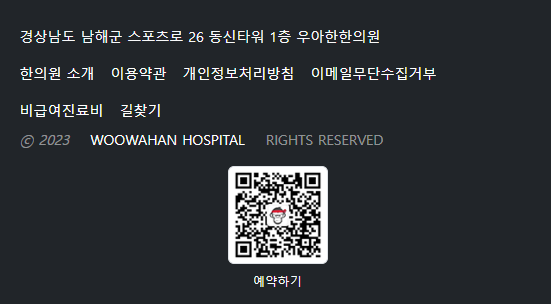 경상남도 남해군 스포츠로 26 동신타워 1층 우아한한의원
한의원 소개 이용약관 개인정보처리방침 이메일무단수집거부
비급여진료비 길찾기
© 2023 WOOWAHAN HOSPITAL RIGHTS RESERVED
예약하기